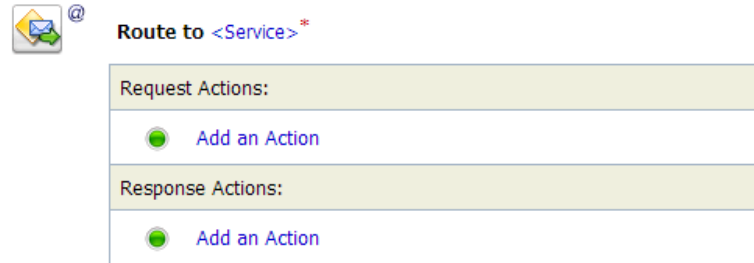 @
Route to <Service>*
Request Actions:
Add an Action
Response Actions:
Add an Action